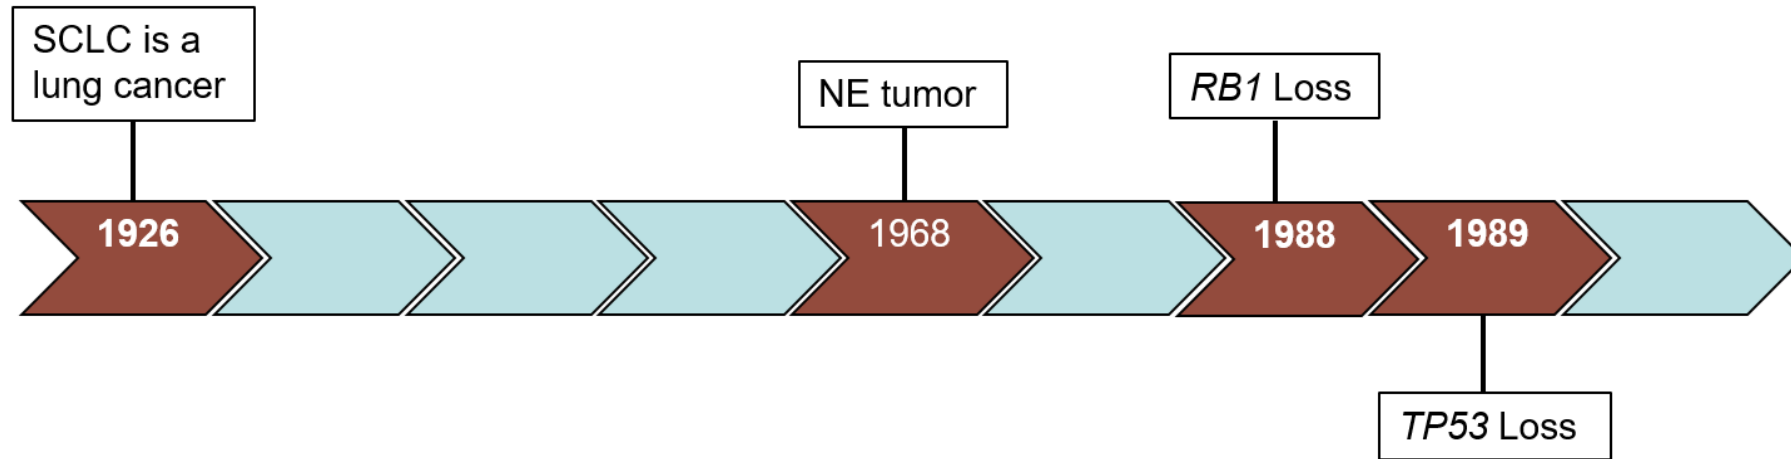 SCLC is a
lung cancer
NE tumor
RB1 Loss
1926
1968
1988
1989
TP53 Loss